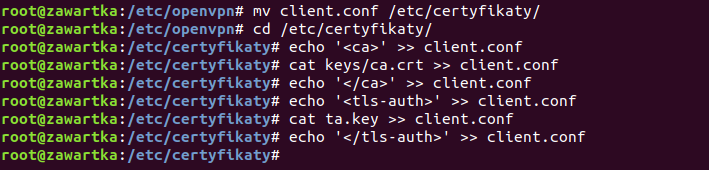 root@zawartka:/etc/openvpn# mv client.conf /etc/certyfikaty/
root@zawartka:/etc/openvpn# cd /etc/certyfikaty/
root@zawartka:/etc/certyfikaty# echo '<ca>' >> client.conf
root@zawartka:/etc/certyfikaty# cat keys/ca.crt >> client.conf
root@zawartka:/etc/certyfikaty# echo '</ca>' >> client.conf
root@zawartka:/etc/certyfikaty# echo '<tls-auth>' >> client.conf
root@zawartka:/etc/certyfikaty# cat ta.key >> client.conf
root@zawartka:/etc/certyfikaty# echo '</tls-auth>' >> client.conf
root@zawartka:/etc/certyfikaty#